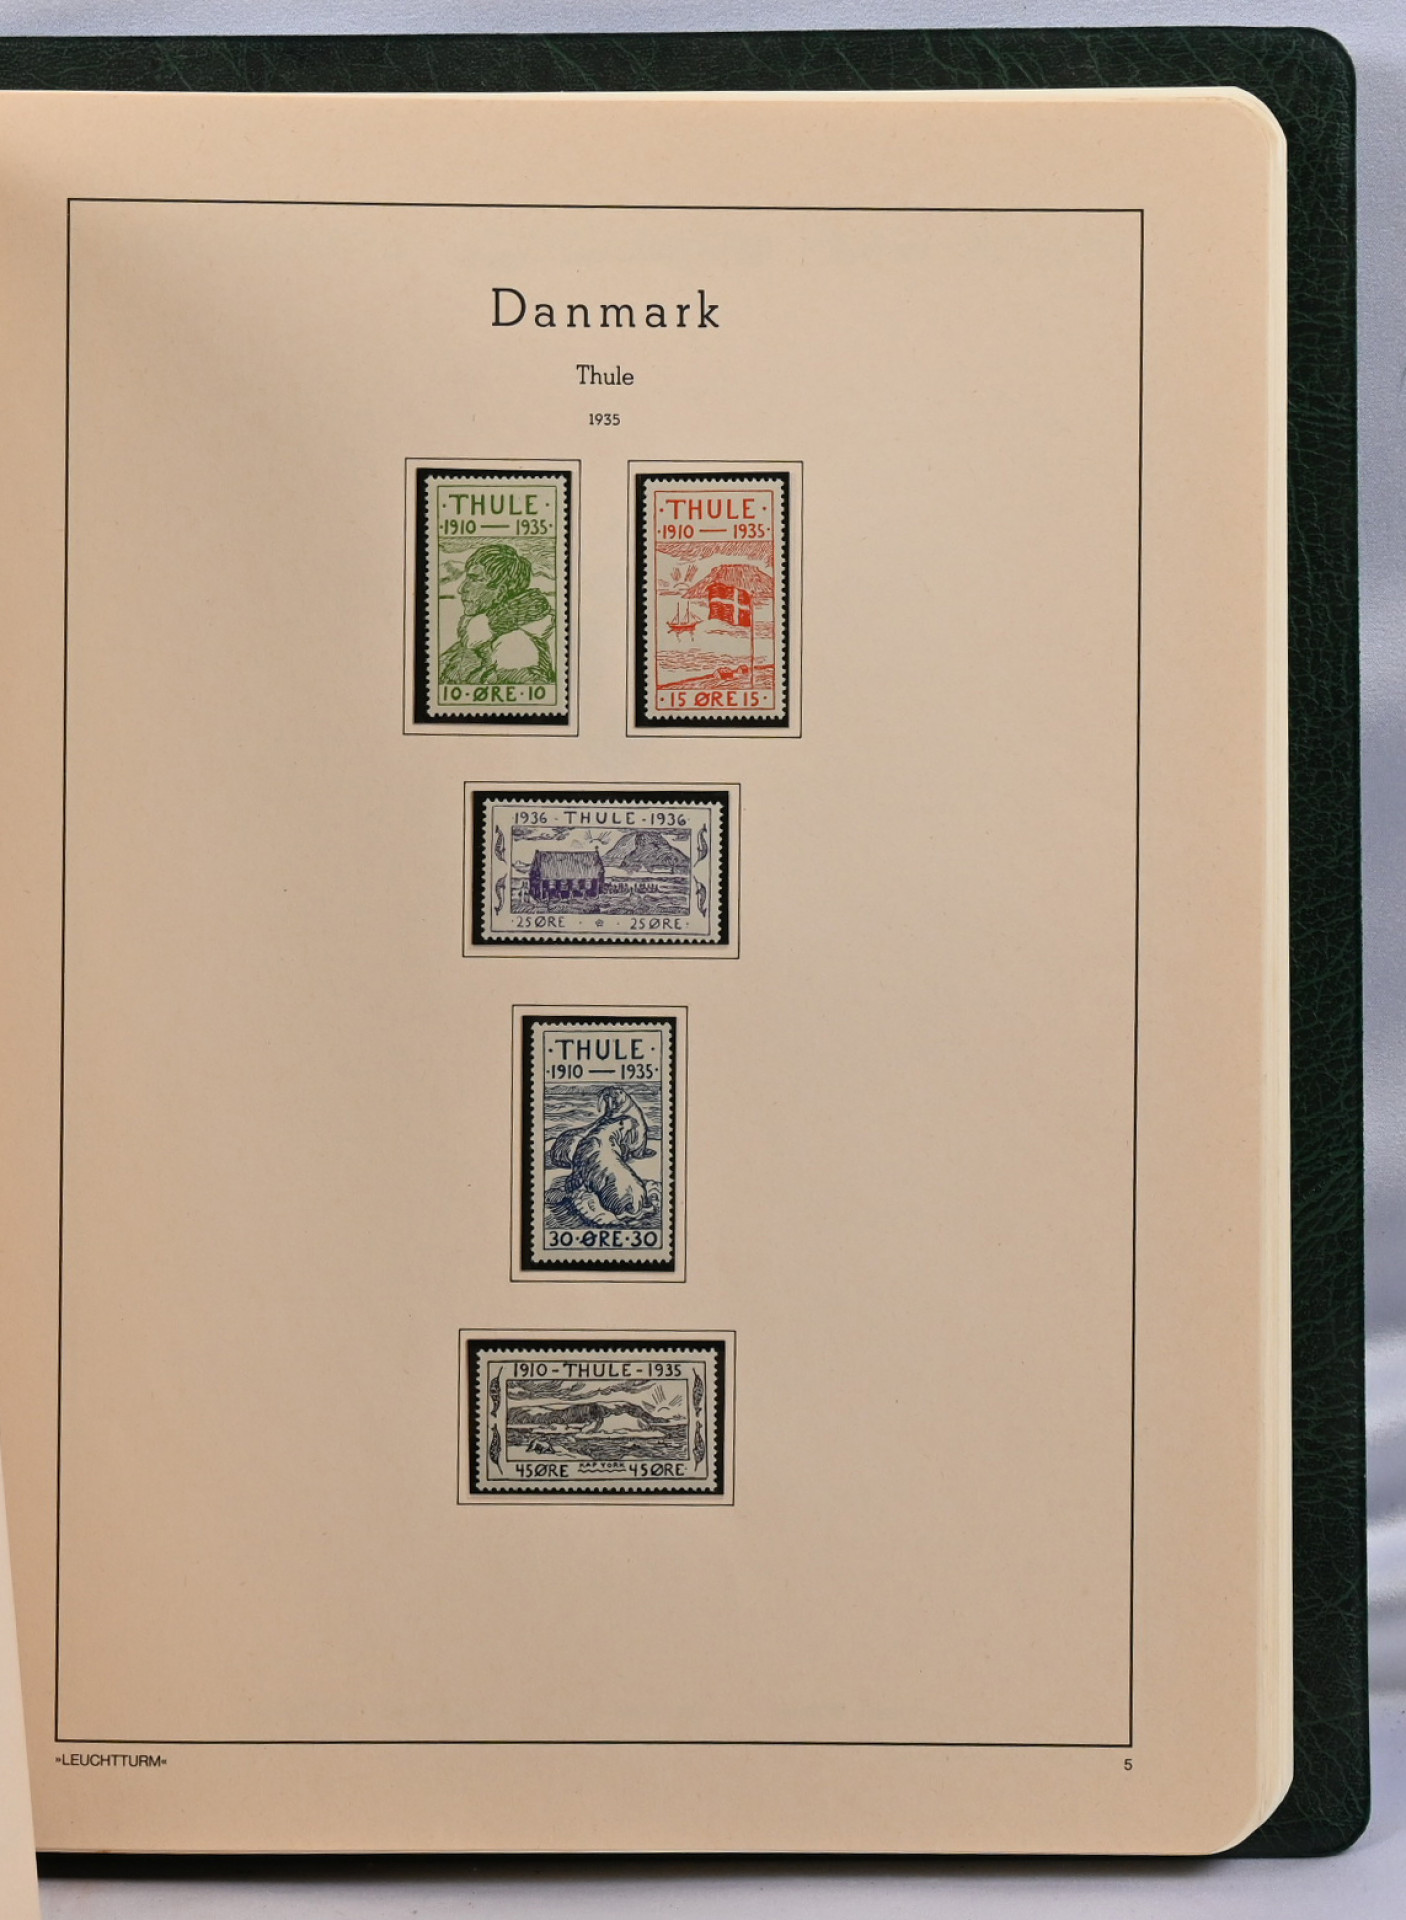 Danmark
Thule
1935
·THULE·
·1910 — 1935·
10·ØRE·10
·THULE·
·1910 — 1935·
·15 ØRE 15·
1936 - THULE - 1936
·25ØRE · · 25ØRE·
·THULE·
·1910 — 1935·
30·ØRE·30
1910 - THULE - 1935
45ØRE KAP YORK 45ØRE
»LEUCHTTURM«
5